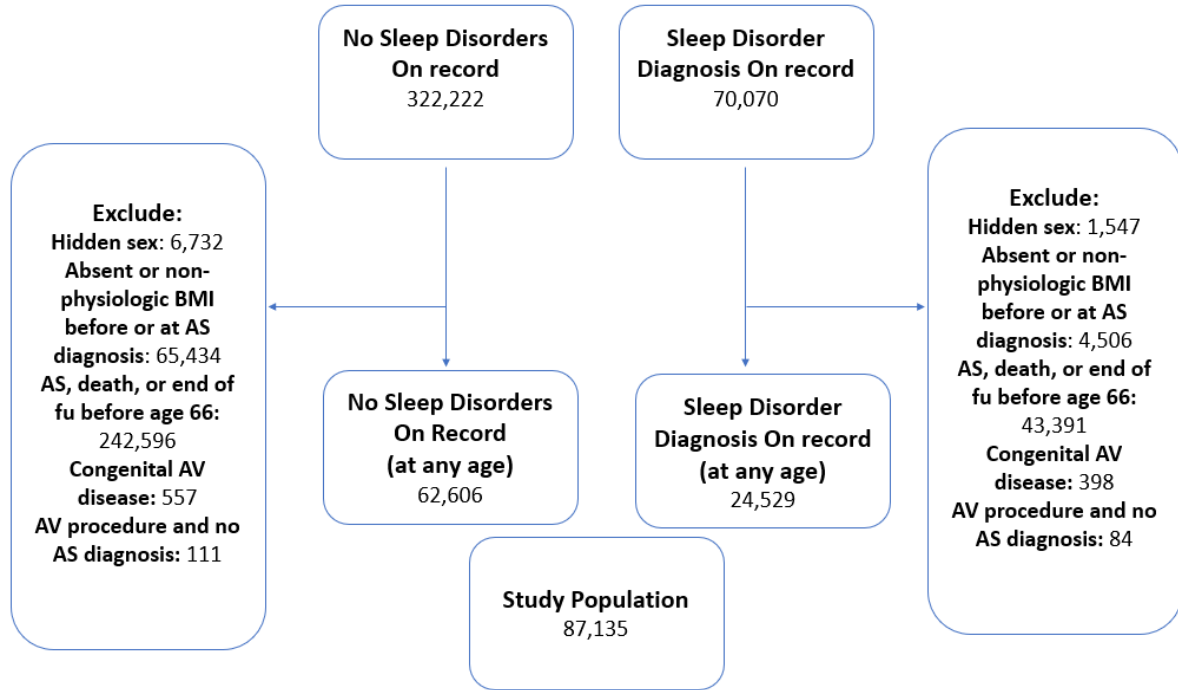 No Sleep Disorders
On record
322,222
Sleep Disorder
Diagnosis On record
70,070
Exclude:
Hidden sex: 6,732
Absent or non-
physiologic BMI
before or at AS
diagnosis: 65,434
AS, death, or end of
fu before age 66:
242,596
Congenital AV
disease: 557
AV procedure and no
AS diagnosis: 111
Exclude:
Hidden sex: 1,547
Absent or non-
physiologic BMI
before or at AS
diagnosis: 4,506
AS, death, or end of
fu before age 66:
43,391
Congenital AV
disease: 398
AV procedure and no
AS diagnosis: 84
No Sleep Disorders
On Record
(at any age)
62,606
Sleep Disorder
Diagnosis On record
(at any age)
24,529
Study Population
87,135